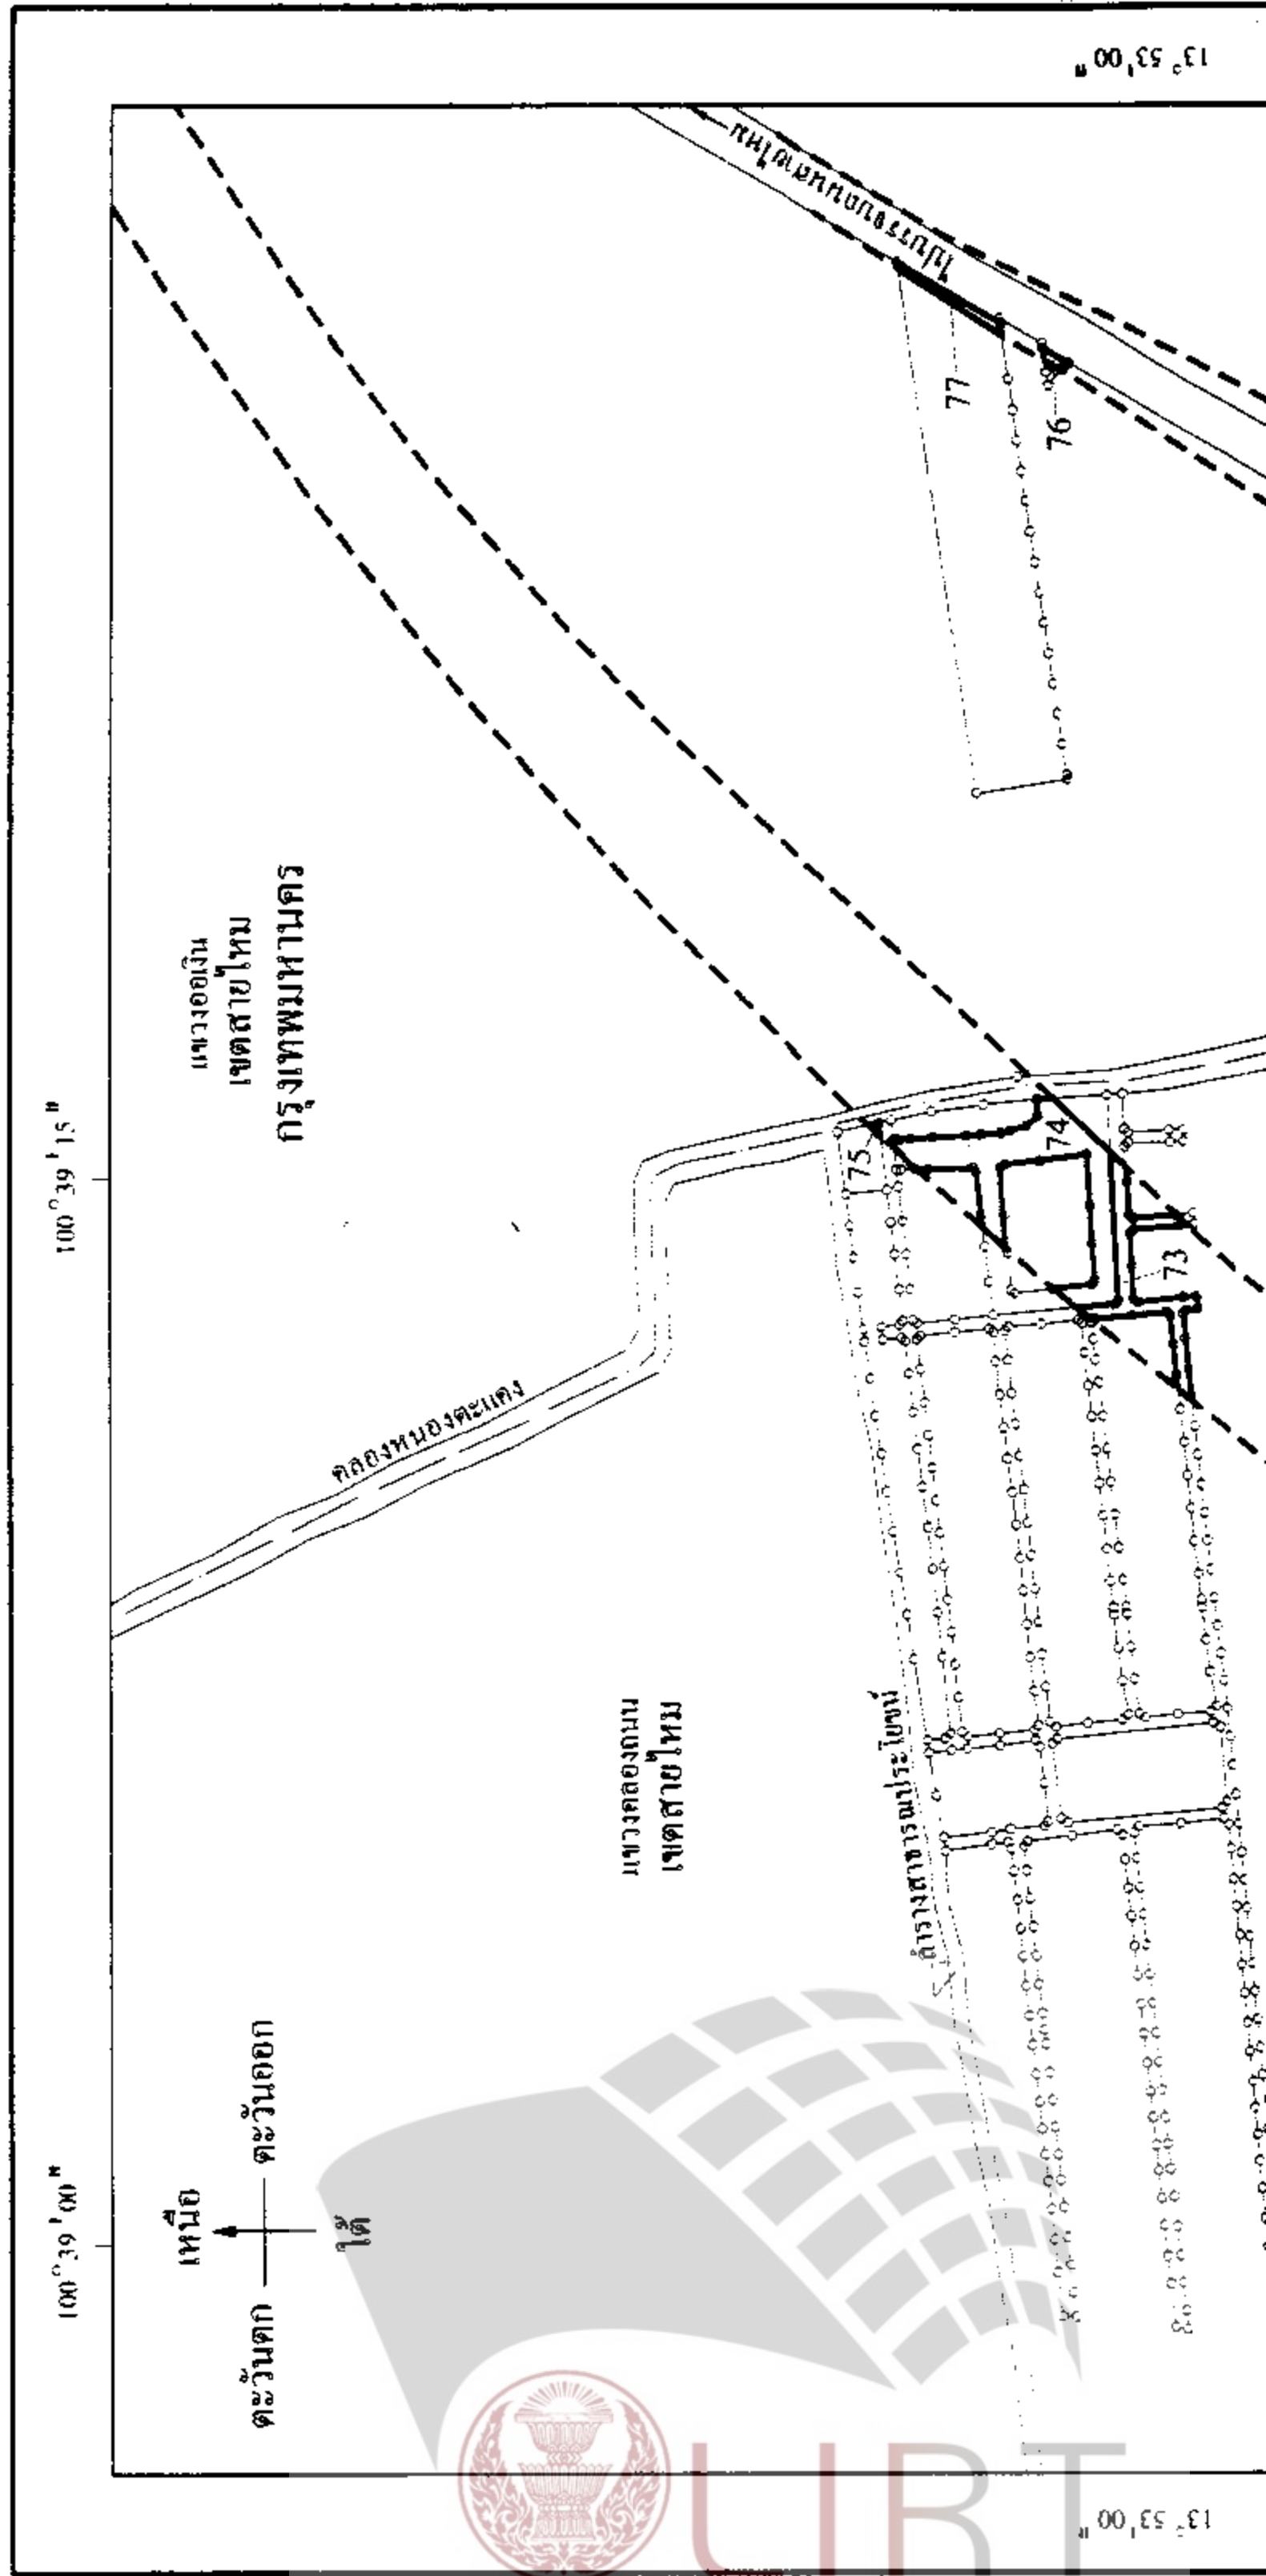 100°39'00"
100°39'15"
13°53'00"
13°53'00"
เหนือ
ตะวันตก
ตะวันออก
ใต้
แขวงออเงิน
เขตสายไหม
กรุงเทพมหานคร
คลองหนองตะแคง
แขวงคลองถนน
เขตสายไหม
ลำรางสาธารณประโยชน์
ไปบรรจบถนนสายไหม
75
74
73
77
76
LIRT